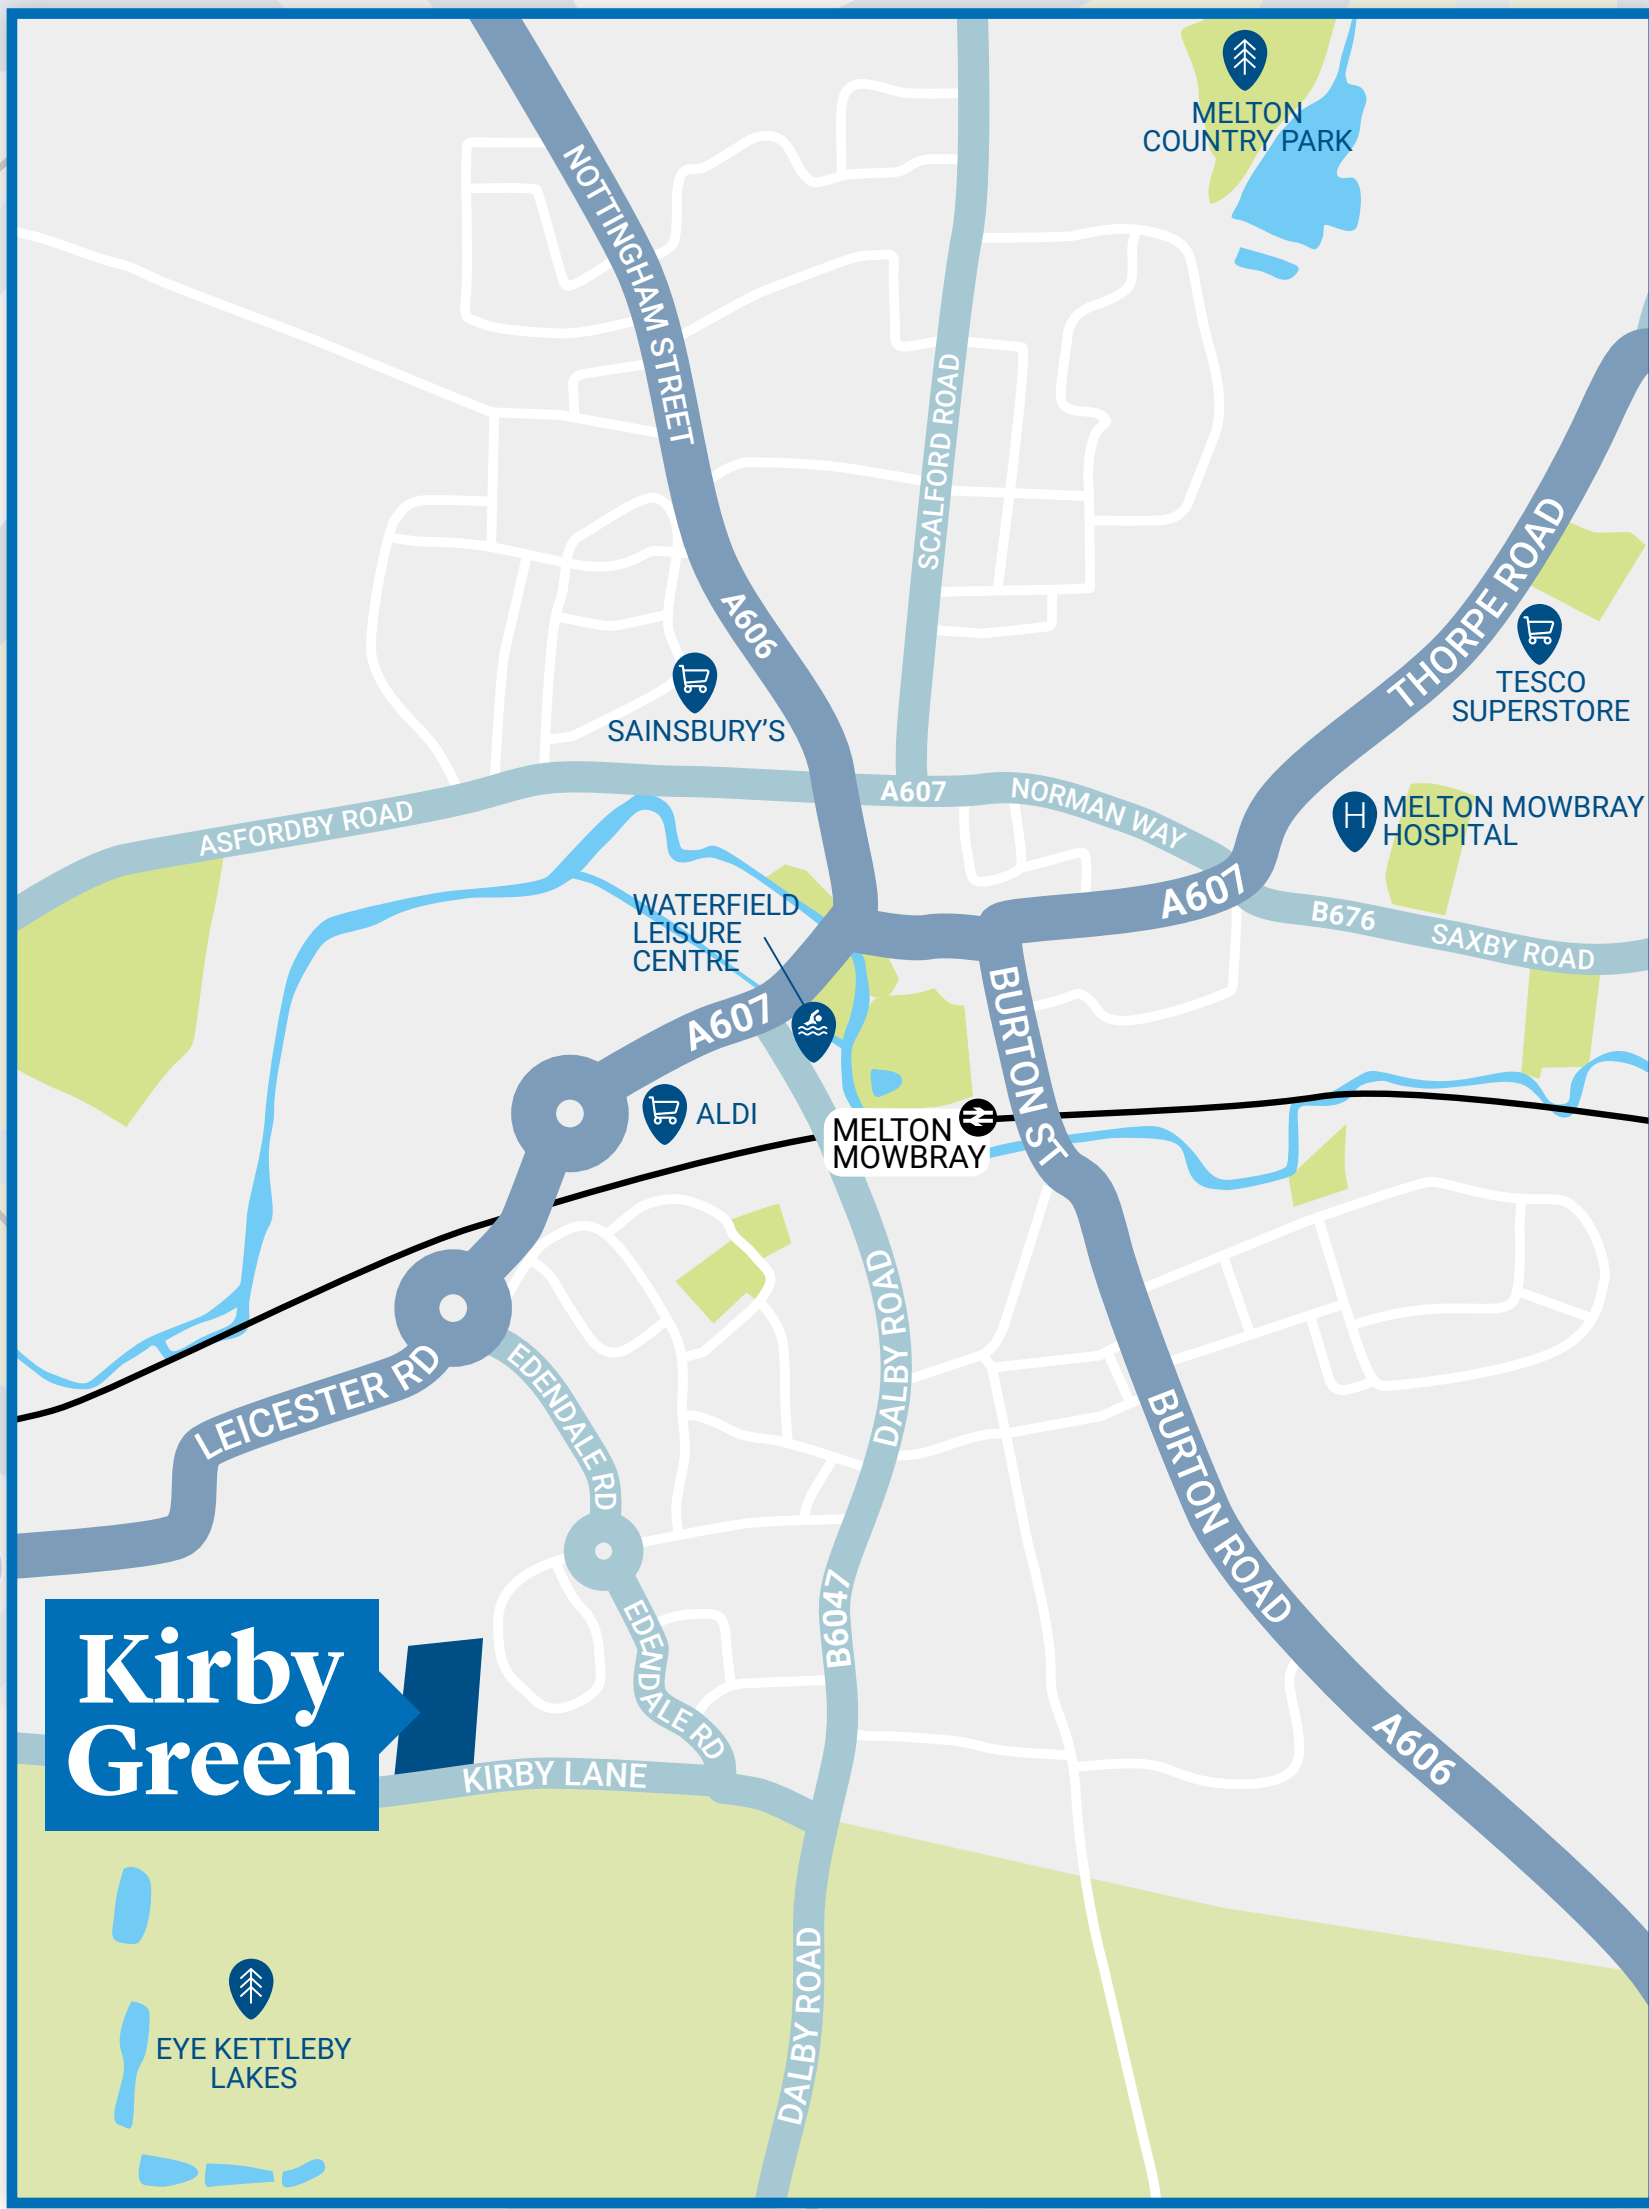 MELTON
COUNTRY PARK
NOTTINGHAM STREET
SCALFORD ROAD
THORPE ROAD
A606
TESCO
SUPERSTORE
SAINSBURY'S
A607
NORMAN WAY
MELTON MOWBRAY
HOSPITAL
ASFORDBY ROAD
A607
WATERFIELD
LEISURE
CENTRE
B676
SAXBY ROAD
A607
BURTON ST
ALDI
MELTON
MOWBRAY
DALBY ROAD
LEICESTER RD
EDENDALE RD
BURTON ROAD
B6047
EDENDALE RD
Kirby
Green
KIRBY LANE
A606
DALBY ROAD
EYE KETTLEBY
LAKES